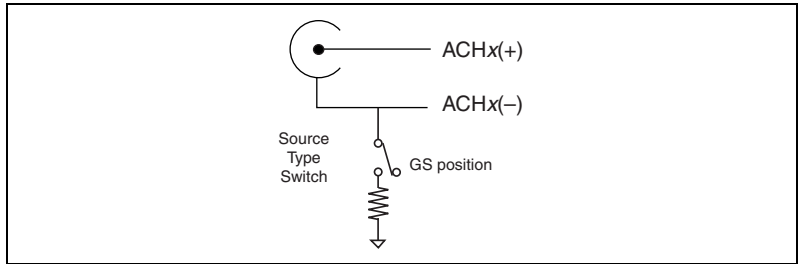 ACHx(+)
ACHx(–)
Source
Type
Switch
GS position